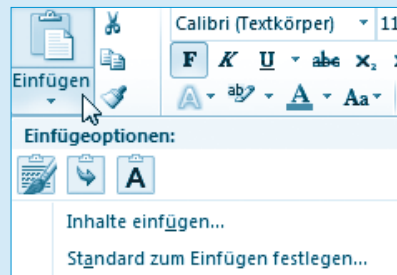 Calibri (Textkörper) 11
Einfügen
F K U abc x₂
A ab A Aa
Einfügeoptionen:
A
Inhalte einfügen...
Standard zum Einfügen festlegen...